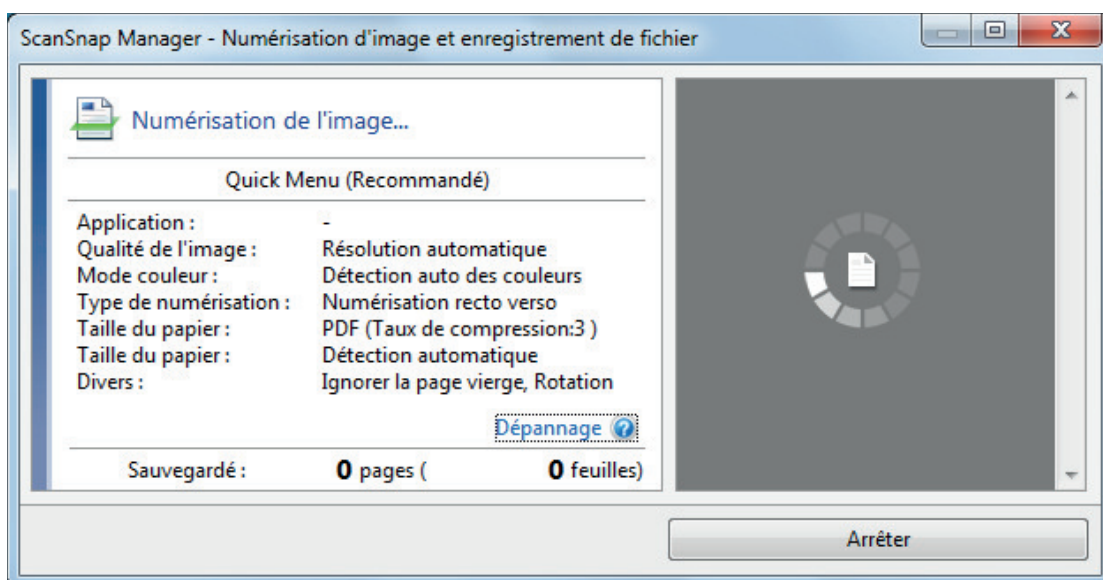 ScanSnap Manager - Numérisation d'image et enregistrement de fichier
Numérisation de l'image...
Quick Menu (Recommandé)
Application : -
Qualité de l'image : Résolution automatique
Mode couleur : Détection auto des couleurs
Type de numérisation : Numérisation recto verso
Taille du papier : PDF (Taux de compression:3 )
Taille du papier : Détection automatique
Divers : Ignorer la page vierge, Rotation
Dépannage
Sauvegardé : 0 pages ( 0 feuilles)
Arrêter